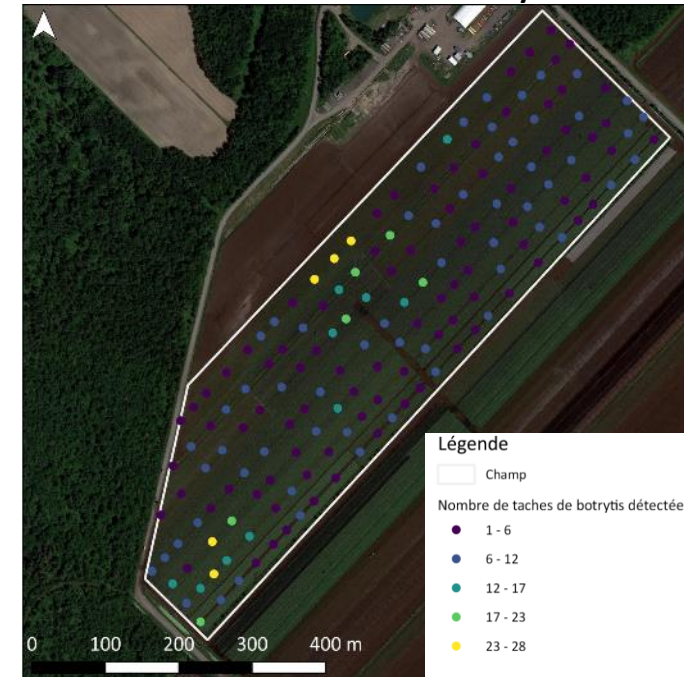 0 100 200 300 400 m
Légende
Champ
Nombre de taches de botrytis détectée
1 - 6
6 - 12
12 - 17
17 - 23
23 - 28